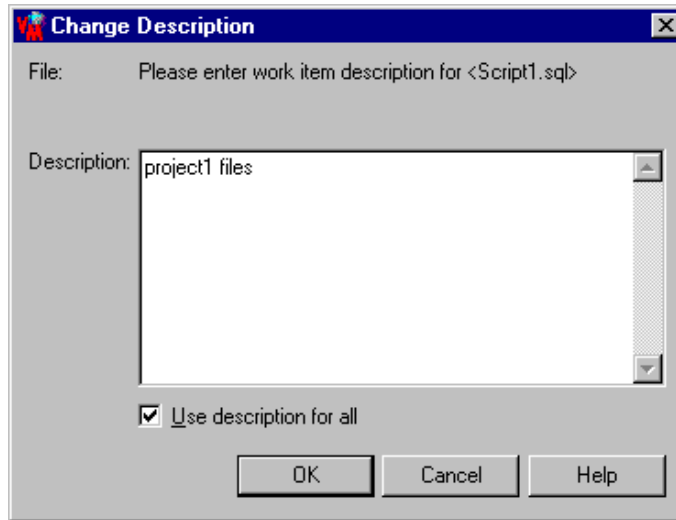 Change Description
File: Please enter work item description for <Script1.sql>
Description: project1 files
Use description for all
OK Cancel Help